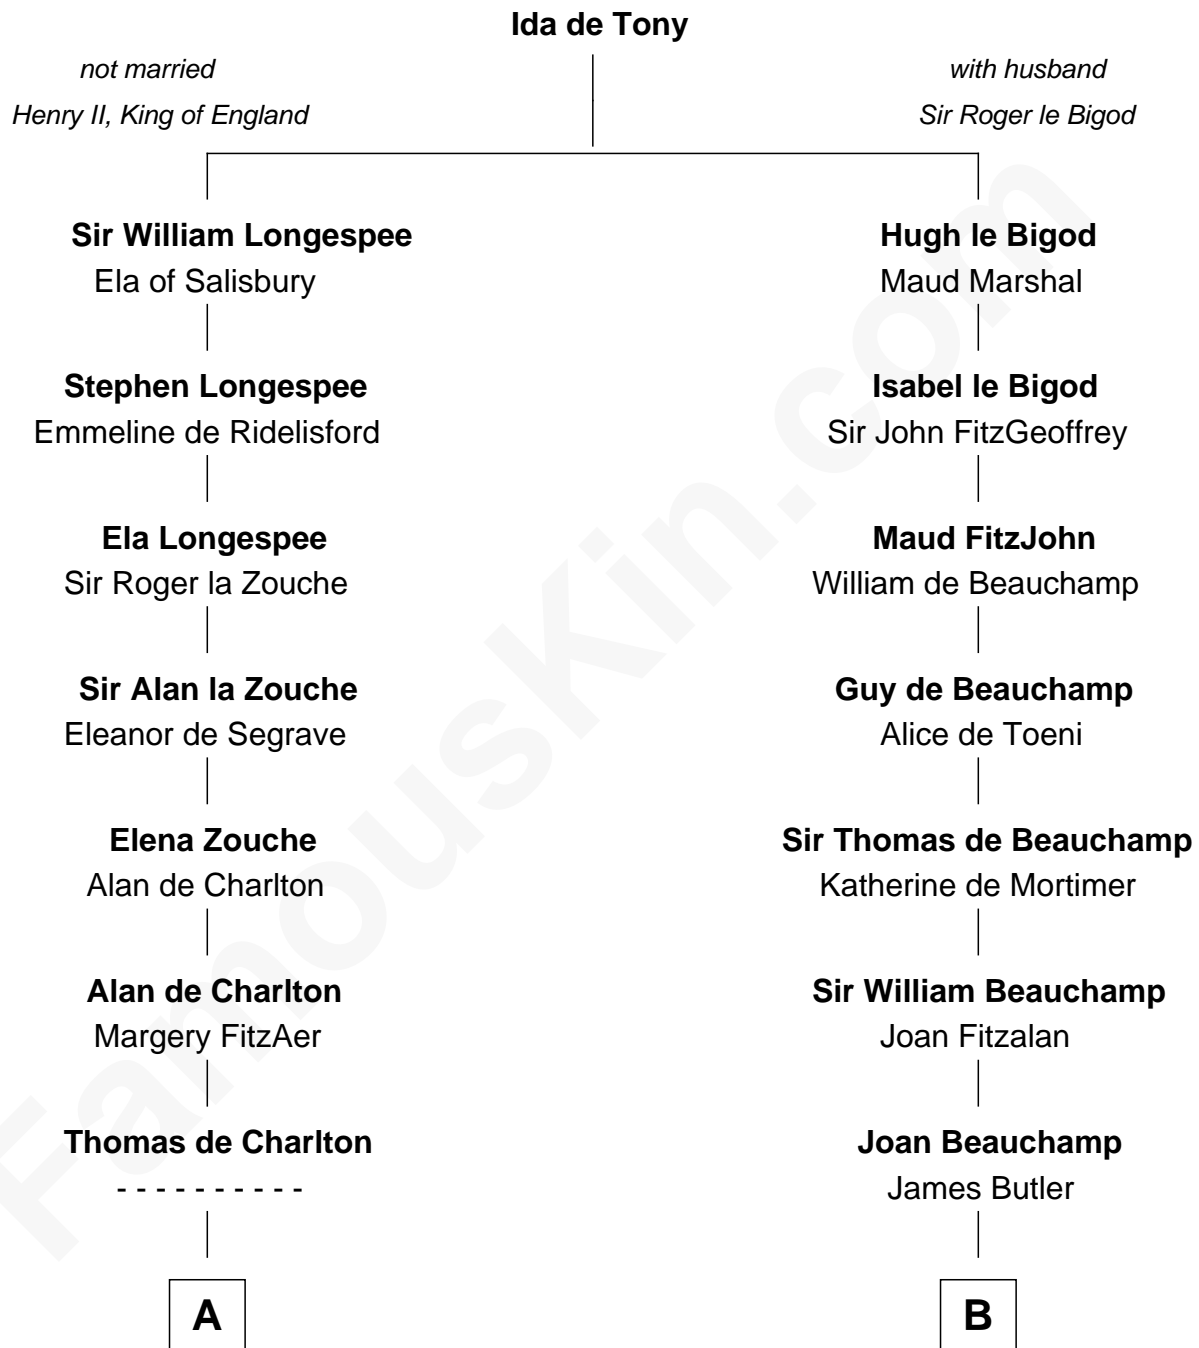 Ida de Tony
not married
with husband
Henry II, King of England
Sir Roger le Bigod
Sir William Longespee
Hugh le Bigod
Ela of Salisbury
Maud Marshal
Stephen Longespee
Isabel le Bigod
Emmeline de Ridelisford
Sir John FitzGeoffrey
Ela Longespee
Maud FitzJohn
Sir Roger la Zouche
William de Beauchamp
Sir Alan la Zouche
Guy de Beauchamp
Eleanor de Segrave
Alice de Toeni
Elena Zouche
Sir Thomas de Beauchamp
Alan de Charlton
Katherine de Mortimer
Alan de Charlton
Sir William Beauchamp
Margery FitzAer
Joan Fitzalan
Thomas de Charlton
Joan Beauchamp
- - - - - - - - - -
James Butler
A
B
FamousKin.com